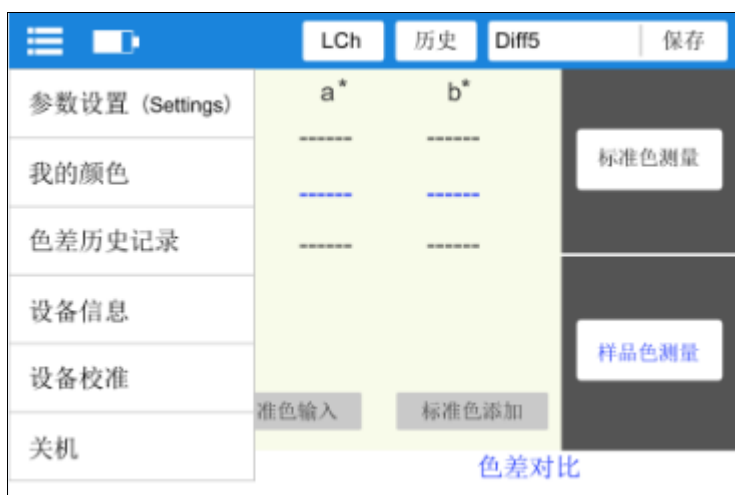 LCh 历史 Diff5 保存
参数设置（Settings）
我的颜色
色差历史记录
设备信息
设备校准
关机
a* b*
------ ------
------ ------
------ ------
准色输入 标准色添加
标准色测量
样品色测量
色差对比